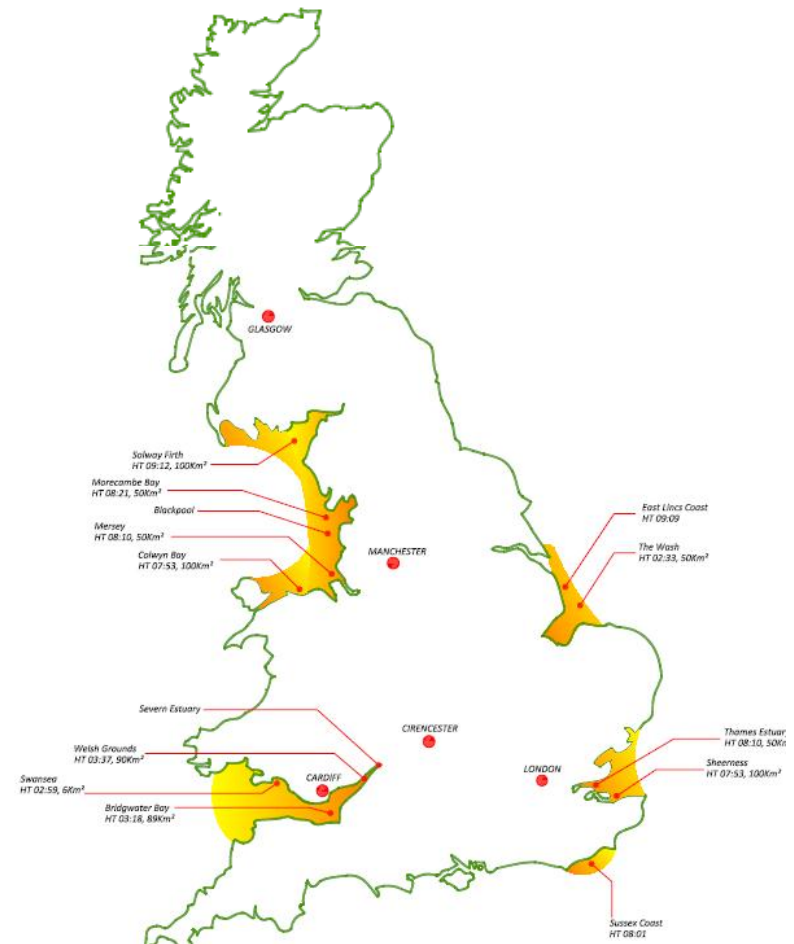 GLASGOW
Solway Firth
HT 09:12, 100Km²
Morecambe Bay
HT 08:21, 50Km²
Blackpool
Mersey
HT 08:10, 50Km²
Colwyn Bay
HT 07:53, 100Km²
MANCHESTER
East Lincs Coast
HT 09:09
The Wash
HT 02:33, 50Km²
Severn Estuary
CIRENCESTER
Welsh Grounds
HT 03:37, 90Km²
Swansea
HT 02:59, 6Km²
CARDIFF
Bridgwater Bay
HT 03:18, 89Km²
LONDON
Thames Estuary
HT 08:10, 50Km
Sheerness
HT 07:53, 100Km²
Sussex Coast
HT 08:01